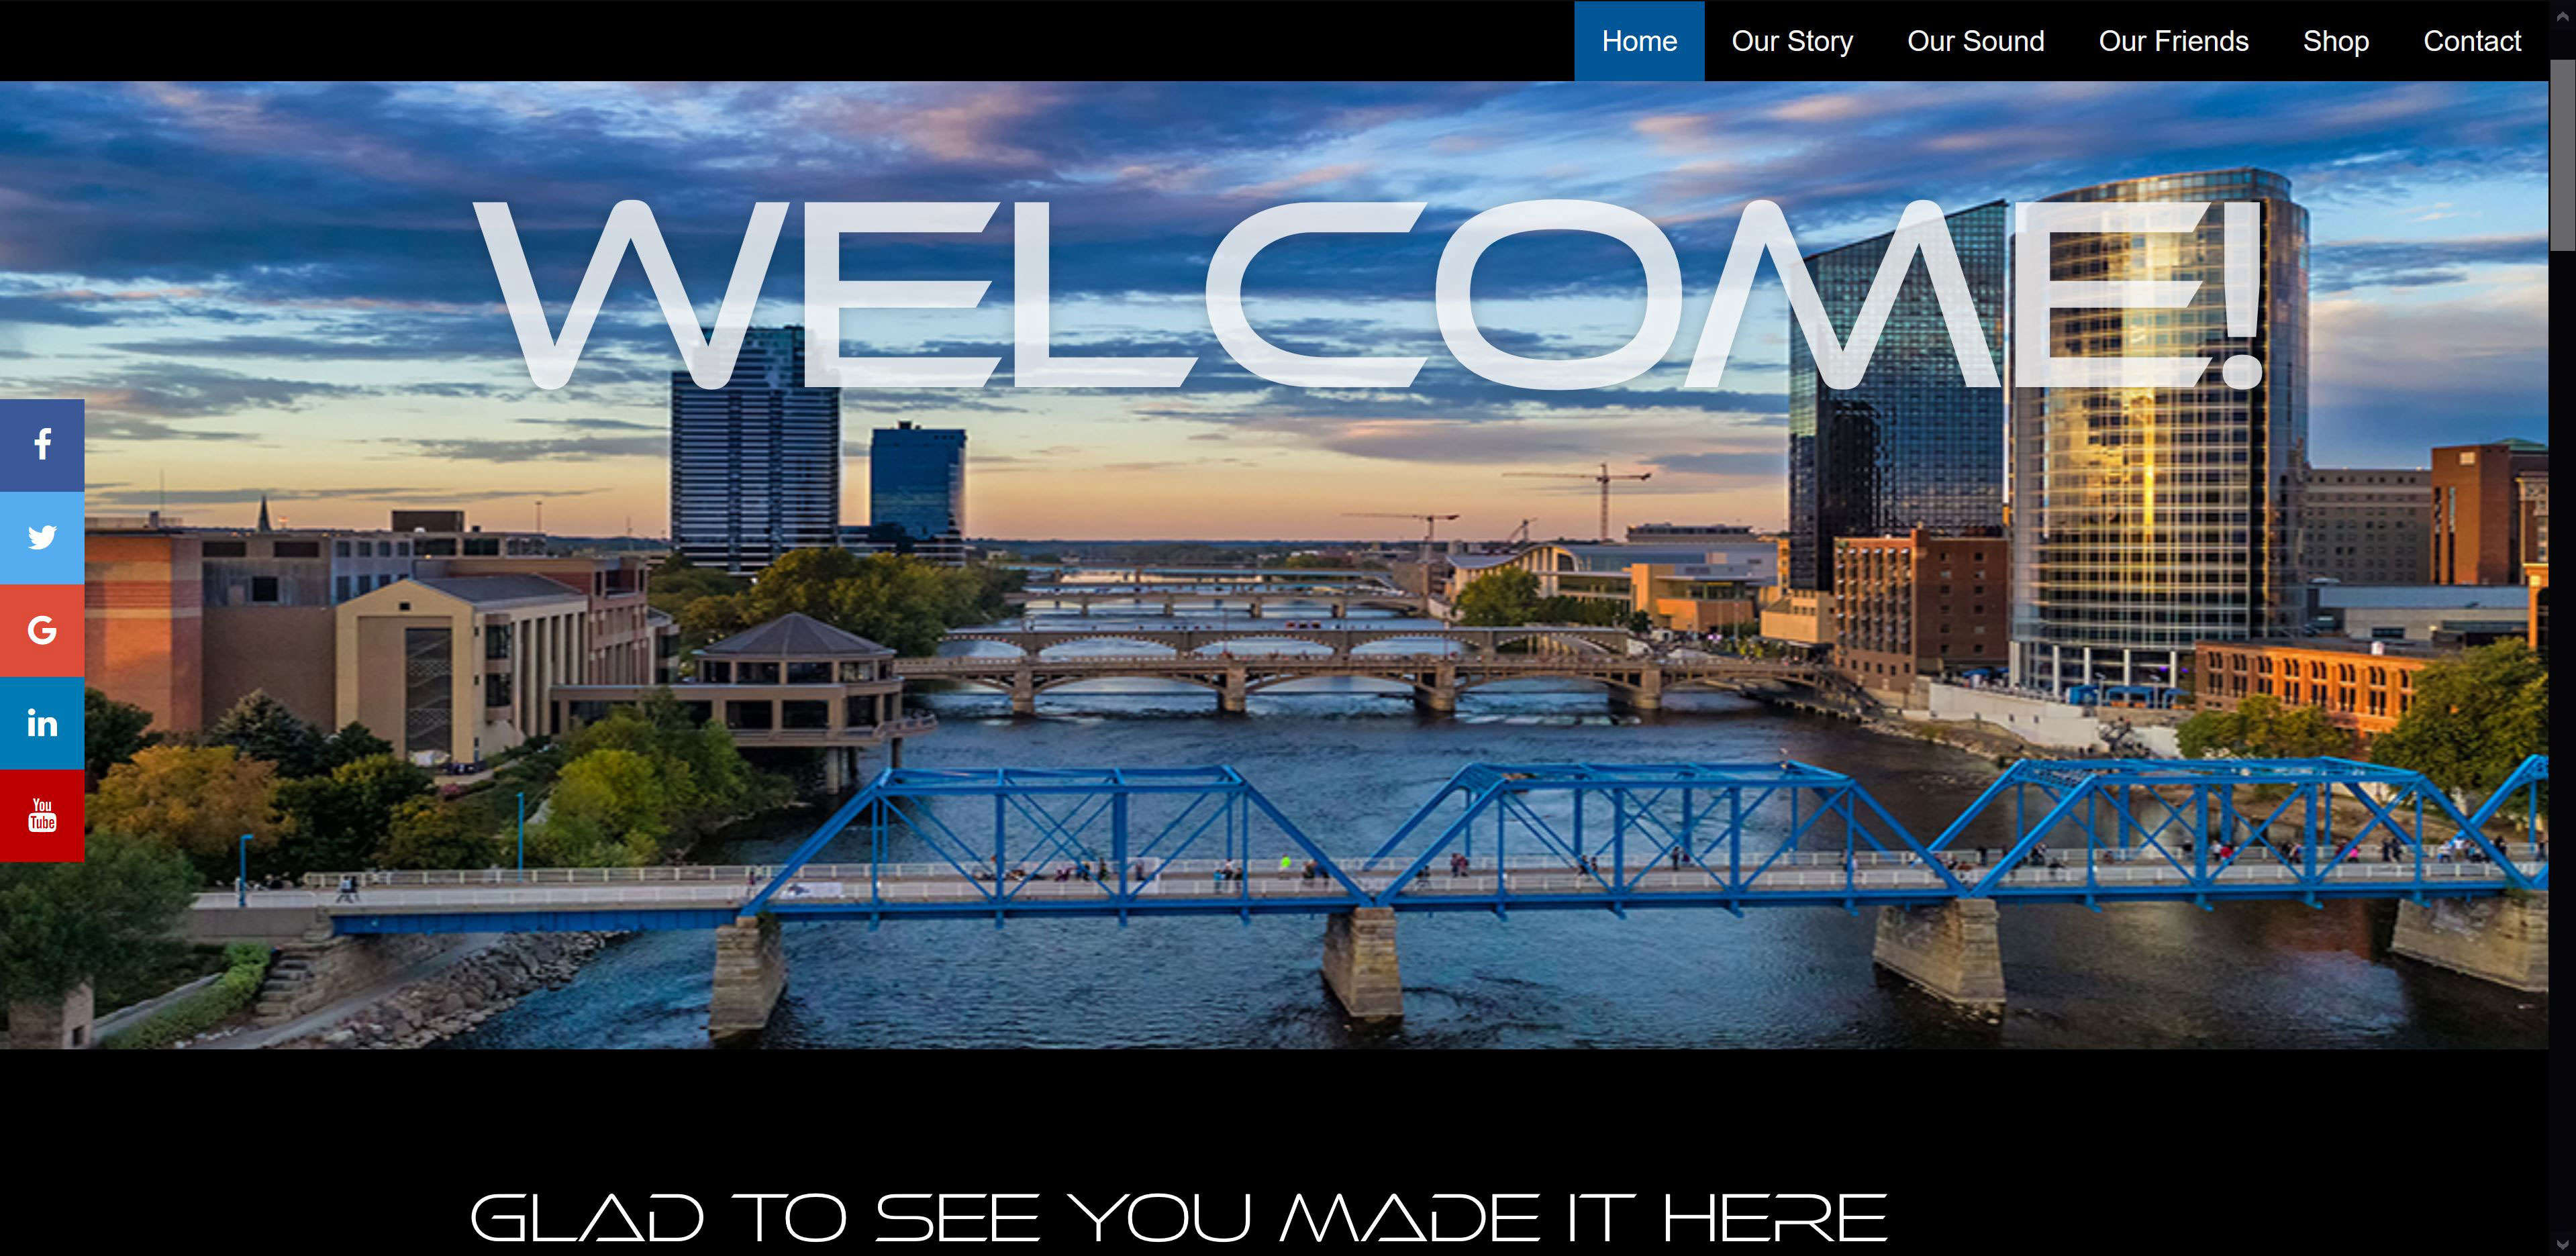 Home Our Story Our Sound Our Friends Shop Contact
WELCOME!
f
G
in
You
Tube
GLAD TO SEE YOU MADE IT HERE